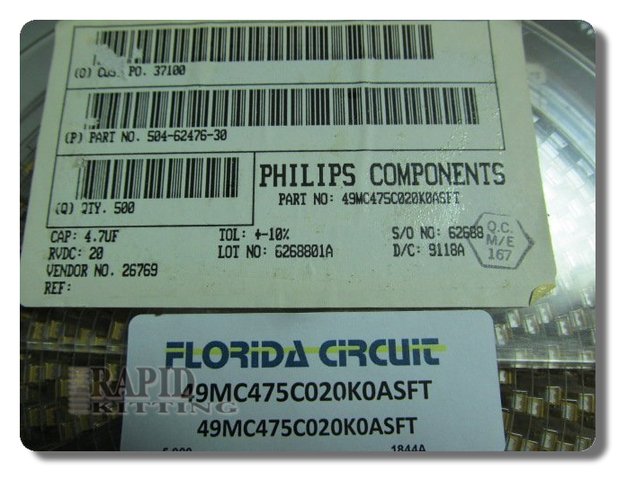 (O) CUS. PO. 37100
(P) PART NO. 504-62476-30
(Q) QTY. 500
PHILIPS COMPONENTS
PART NO: 49MC475C020K0ASFT
CAP: 4.7UF
TOL: +-10%
S/O NO: 62688
RVDC: 20
LOT NO: 6268801A
D/C: 9118A
VENDOR NO. 26769
REF:
Q.C.
M/E
167
FLORIDA CIRCUIT
49MC475C020K0ASFT
49MC475C020K0ASFT
1844A
RAPID
KITTING